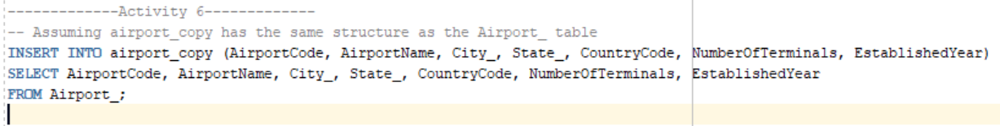 -------------Activity 6-------------
-- Assuming airport_copy has the same structure as the Airport_ table
INSERT INTO airport_copy (AirportCode, AirportName, City_, State_, CountryCode, NumberOfTerminals, EstablishedYear)
SELECT AirportCode, AirportName, City_, State_, CountryCode, NumberOfTerminals, EstablishedYear
FROM Airport_;